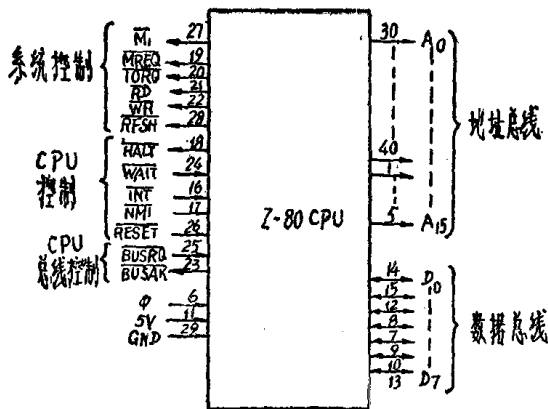 系统控制
M₁ 27
MREQ 19
TORQ 20
RD 21
WR 22
RFSH 28
CPU
控制
HALT 18
WAIT 24
INT 16
NMI 17
RESET 26
CPU
总线控制
BUSRQ 25
BUSAK 23
Φ 6
5V 11
GND 29
Z-80 CPU
30 A₀
40
1
5 A₁₅
地址总线
14 D₀
15
12
8
7
9
10
13 D₇
数据总线